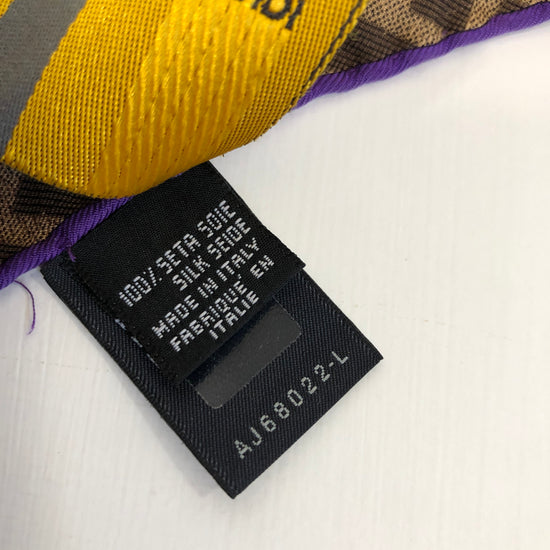 100% SETA SOIE
SILK SEIDE
MADE IN ITALY
FABRIQUE' EN
ITALIE
AJ68022-L